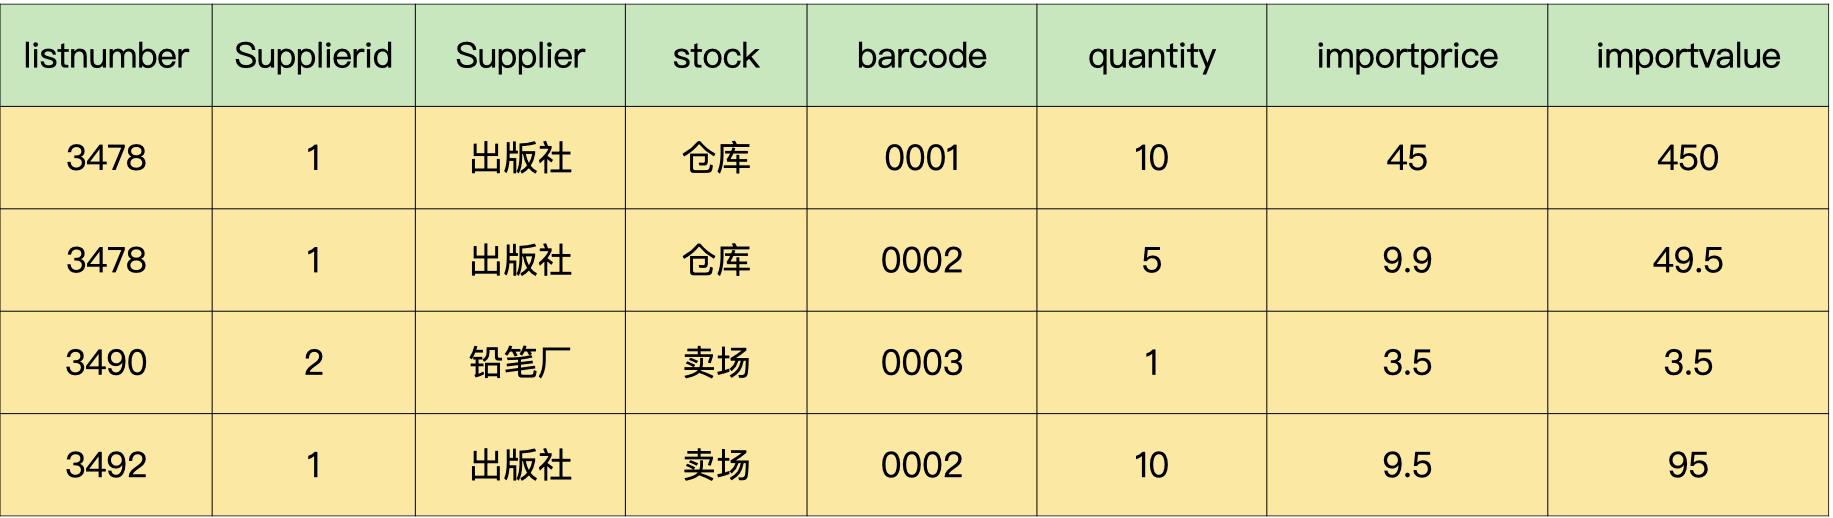 listnumber Supplierid Supplier stock barcode quantity importprice importvalue
3478 1 出版社 仓库 0001 10 45 450
3478 1 出版社 仓库 0002 5 9.9 49.5
3490 2 铅笔厂 卖场 0003 1 3.5 3.5
3492 1 出版社 卖场 0002 10 9.5 95